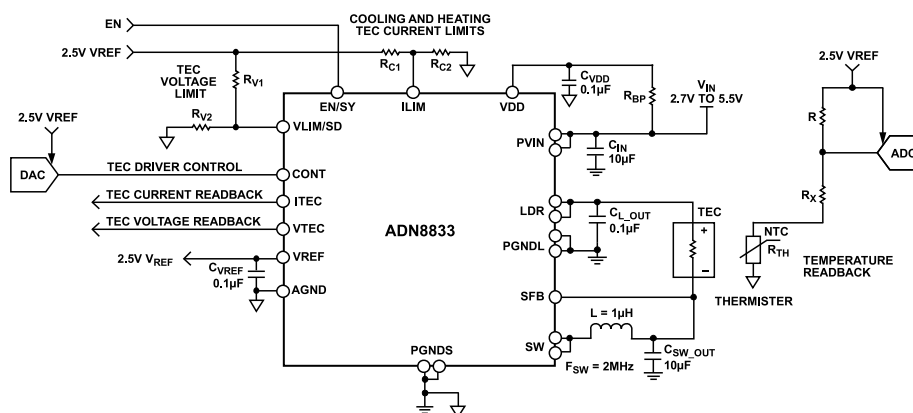 EN
COOLING AND HEATING
TEC CURRENT LIMITS
2.5V VREF
RC1
RC2
TEC
VOLTAGE
LIMIT
RV1
RV2
CVDD
0.1µF
RBP
VIN
2.7V TO 5.5V
2.5V VREF
R
RX
ADC
EN/SY
ILIM
VDD
VLIM/SD
PVIN
CIN
10µF
2.5V VREF
DAC
TEC DRIVER CONTROL
CONT
TEC CURRENT READBACK
ITEC
TEC VOLTAGE READBACK
VTEC
ADN8833
LDR
CL_OUT
0.1µF
TEC
+
–
PGNDL
2.5V VREF
VREF
CVREF
0.1µF
AGND
SFB
NTC
RTH
TEMPERATURE
READBACK
THERMISTER
L = 1µH
SW
FSW = 2MHz
CSW_OUT
10µF
PGNDS